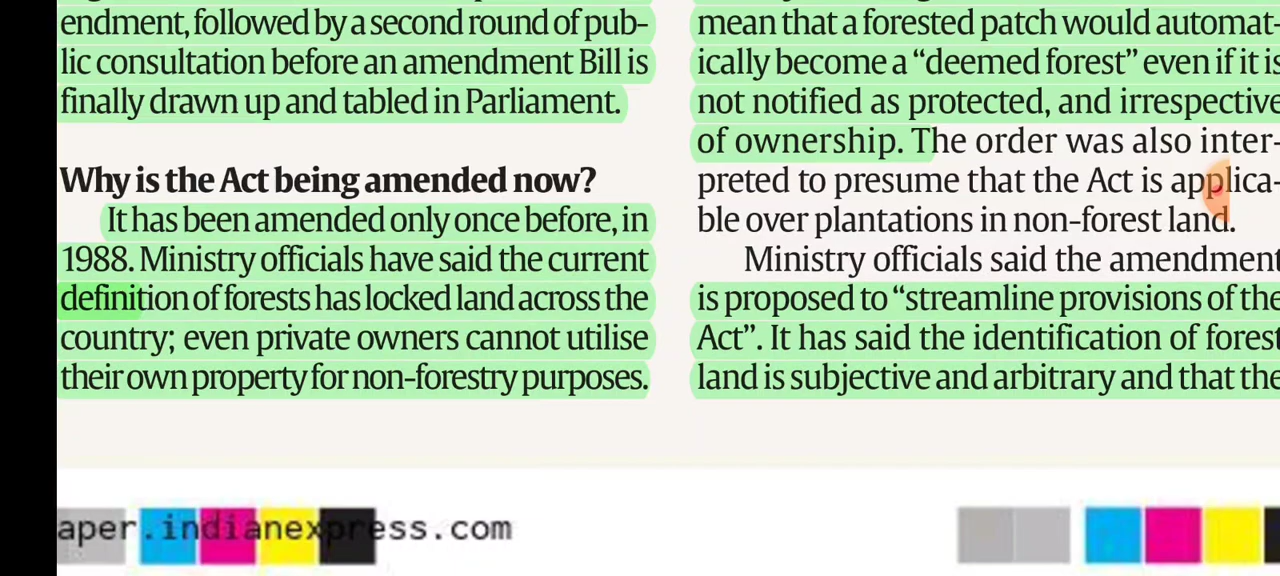 endment, followed by a second round of pub-
lic consultation before an amendment Bill is
finally drawn up and tabled in Parliament.
Why is the Act being amended now?
It has been amended only once before, in
1988. Ministry officials have said the current
definition of forests has locked land across the
country; even private owners cannot utilise
their own property for non-forestry purposes.
mean that a forested patch would automat-
ically become a “deemed forest” even if it is
not notified as protected, and irrespective
of ownership. The order was also inter-
preted to presume that the Act is applica-
ble over plantations in non-forest land.
Ministry officials said the amendment
is proposed to “streamline provisions of the
Act”. It has said the identification of forest
land is subjective and arbitrary and that the
aper.indianexpress.com